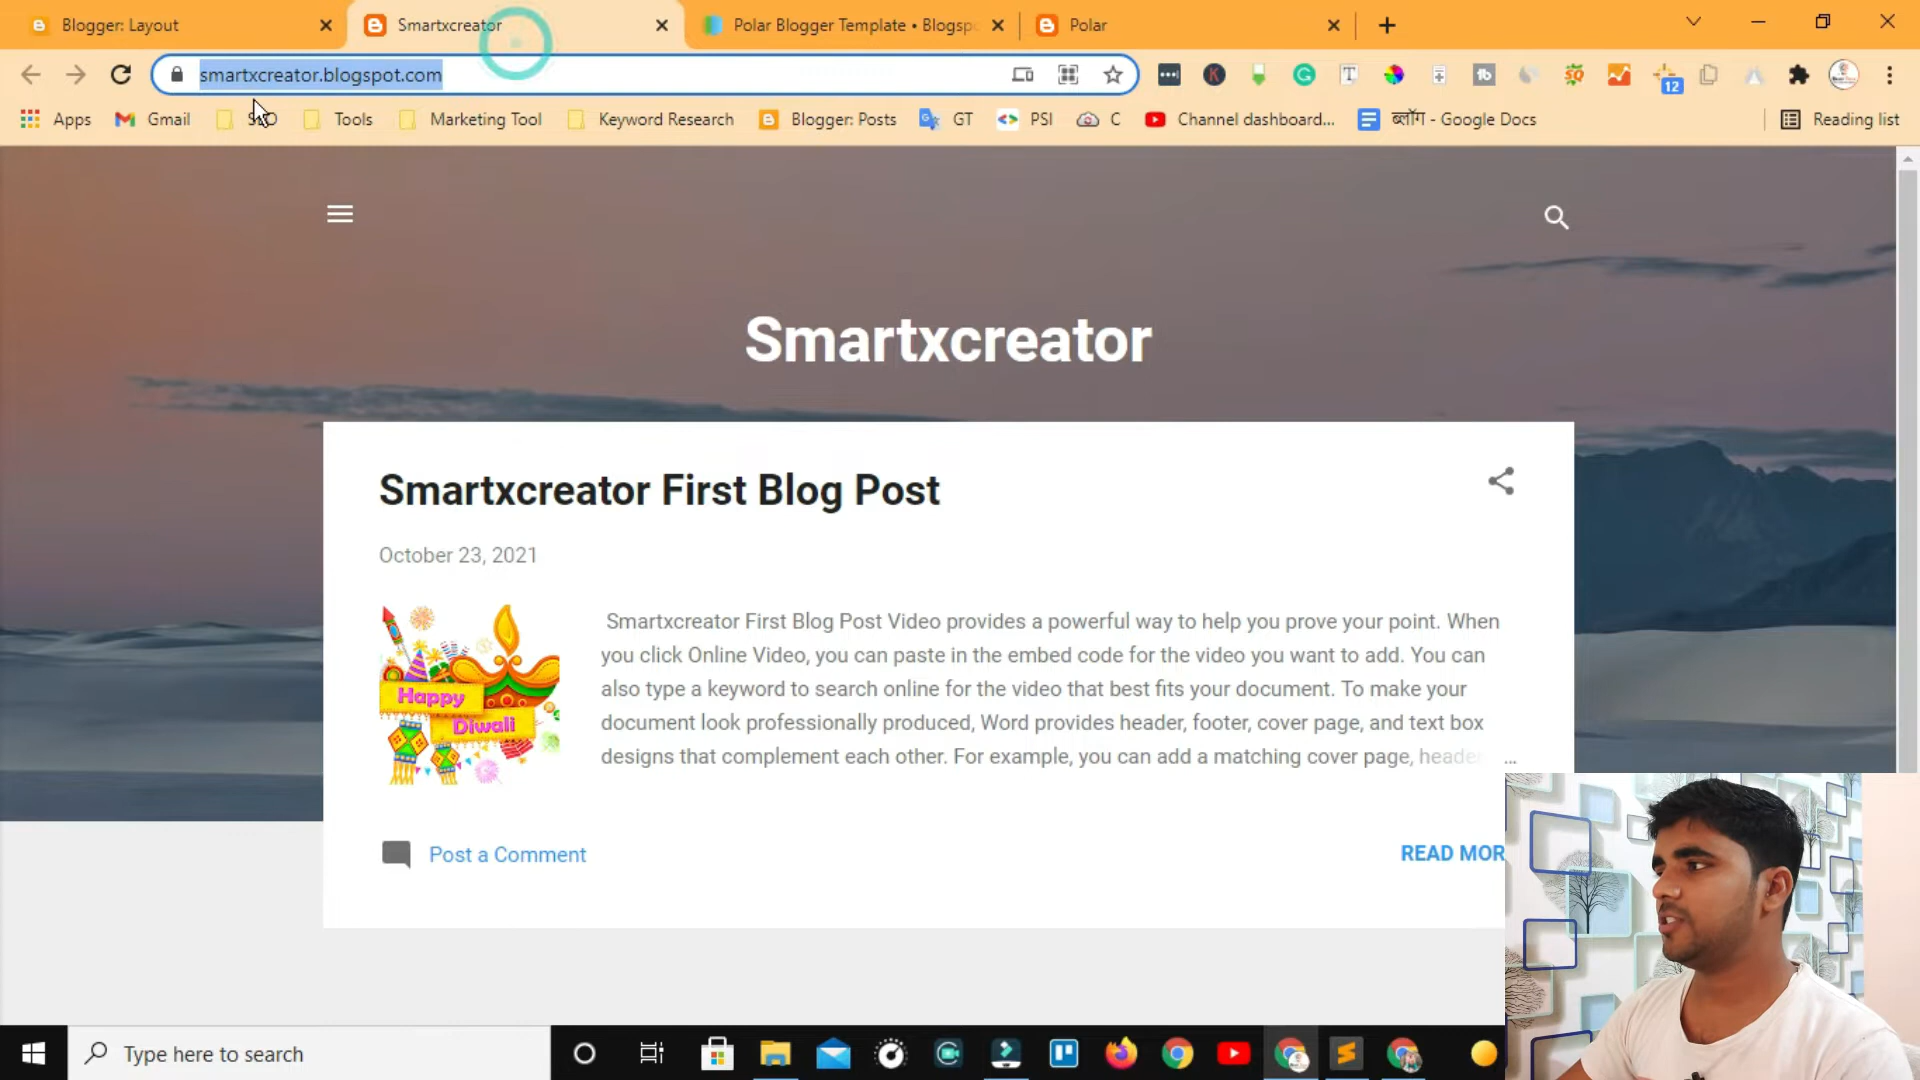 Blogger: Layout
Smartxcreator
Polar Blogger Template • Blogspo
Polar
smartxcreator.blogspot.com
12
Apps
Gmail
Tools
Marketing Tool
Keyword Research
Blogger: Posts
GT
PSI
C
Channel dashboard...
ब्लॉग - Google Docs
Reading list
Smartxcreator
Smartxcreator First Blog Post
October 23, 2021
Happy
Diwali
Smartxcreator First Blog Post Video provides a powerful way to help you prove your point. When
you click Online Video, you can paste in the embed code for the video you want to add. You can
also type a keyword to search online for the video that best fits your document. To make your
document look professionally produced, Word provides header, footer, cover page, and text box
designs that complement each other. For example, you can add a matching cover page, header ...
Post a Comment
READ MOR
Type here to search